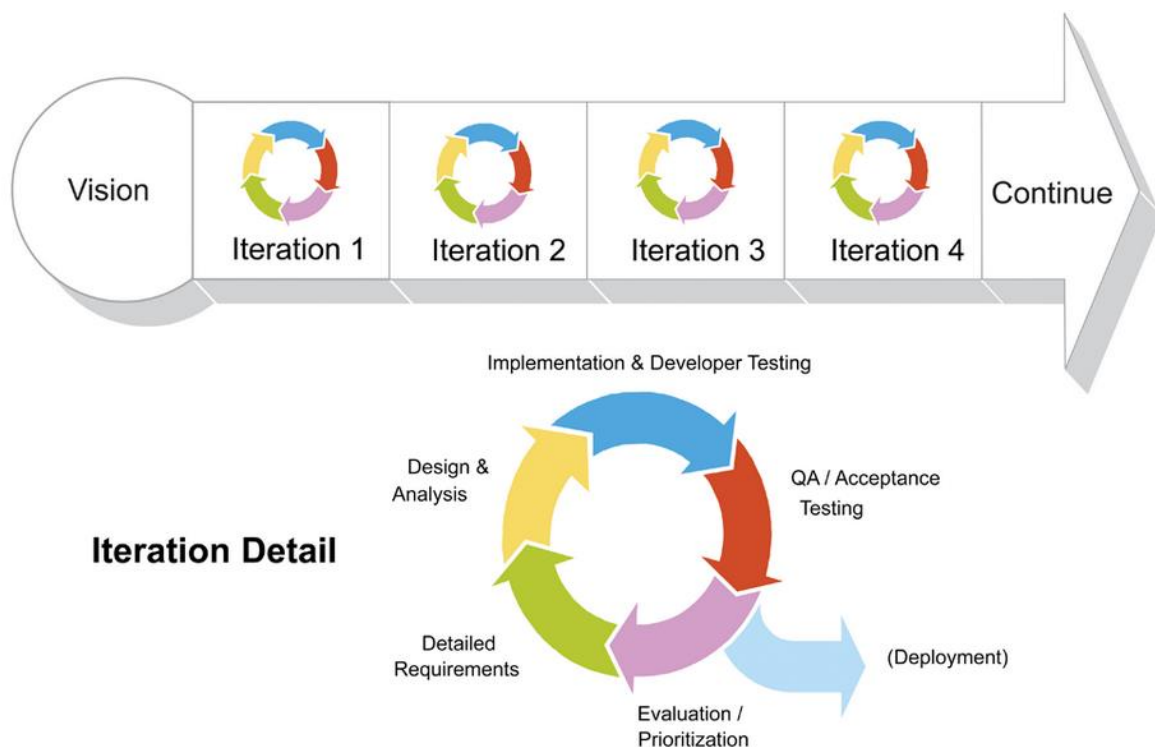 Vision
Iteration 1
Iteration 2
Iteration 3
Iteration 4
Continue
Implementation & Developer Testing
Design &
Analysis
QA / Acceptance
Testing
Iteration Detail
Detailed
Requirements
(Deployment)
Evaluation /
Prioritization